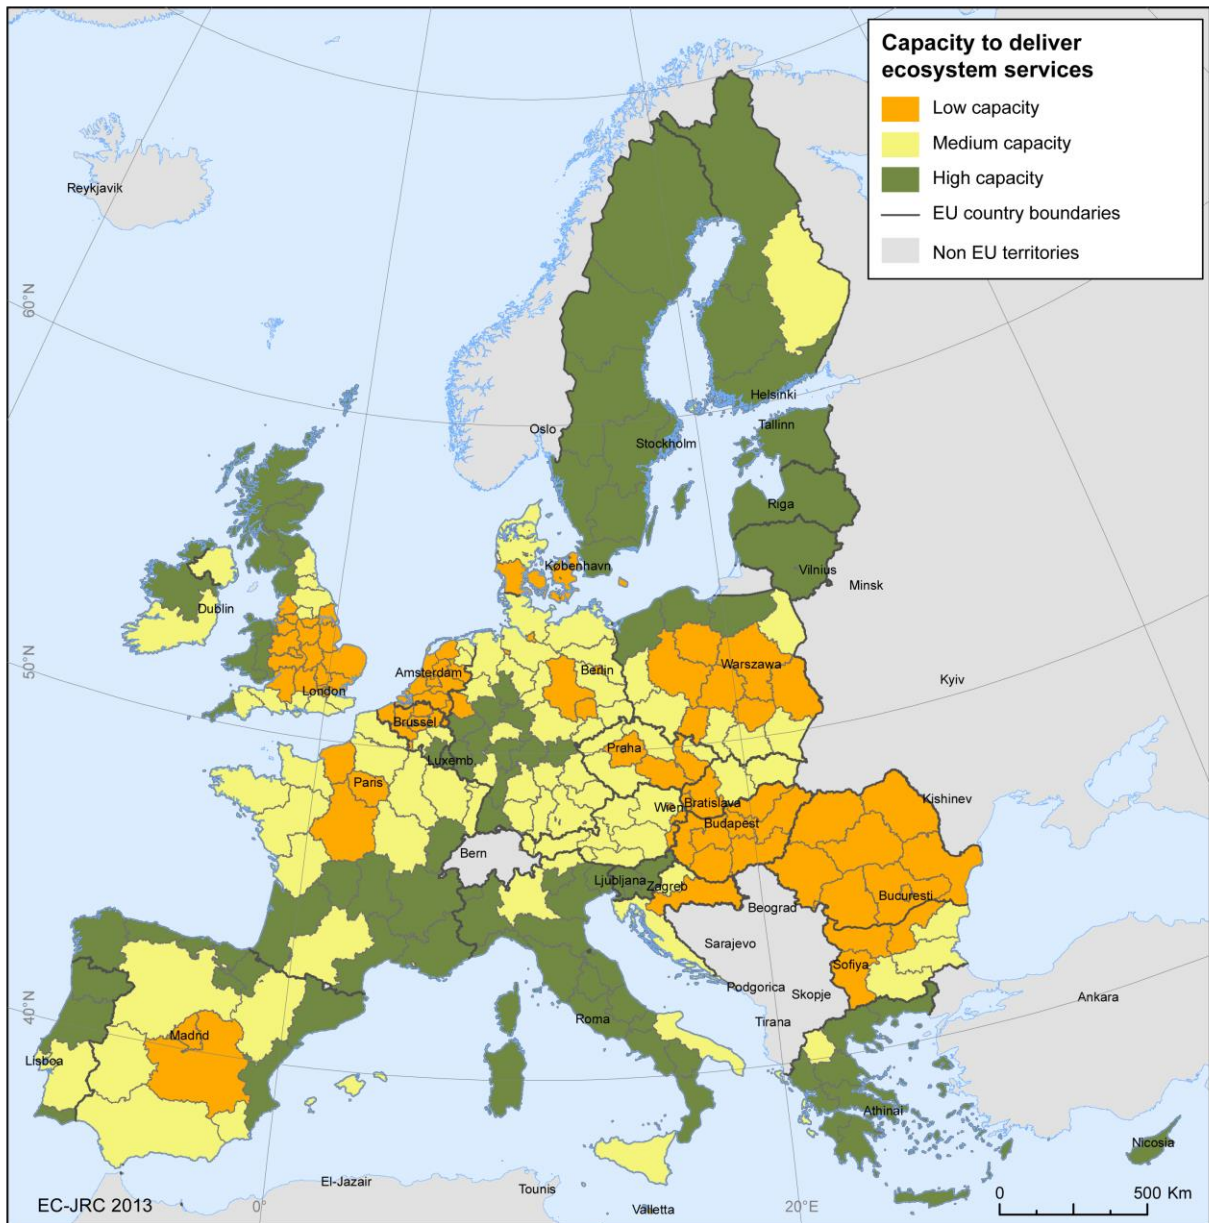 Capacity to deliver
ecosystem services
Low capacity
Medium capacity
High capacity
EU country boundaries
Non EU territories
Reykjavik
60°N
Helsinki
Tallinn
Oslo
Stockholm
Riga
København
Vilnius
Minsk
Dublin
50°N
Amsterdam
Berlin
Warszawa
London
Kyiv
Brussel
Praha
Luxemb.
Paris
Wien
Bratislava
Kishinev
Budapest
Bern
Ljubljana
Zagreb
Bucuresti
Beograd
Sarajevo
Sofiya
Podgorica
Skopje
Ankara
40°N
Roma
Tirana
Madrid
Lisboa
Athinai
Nicosia
El-Jazair
Tounis
Valletta
EC-JRC 2013
0°
20°E
0
500 Km